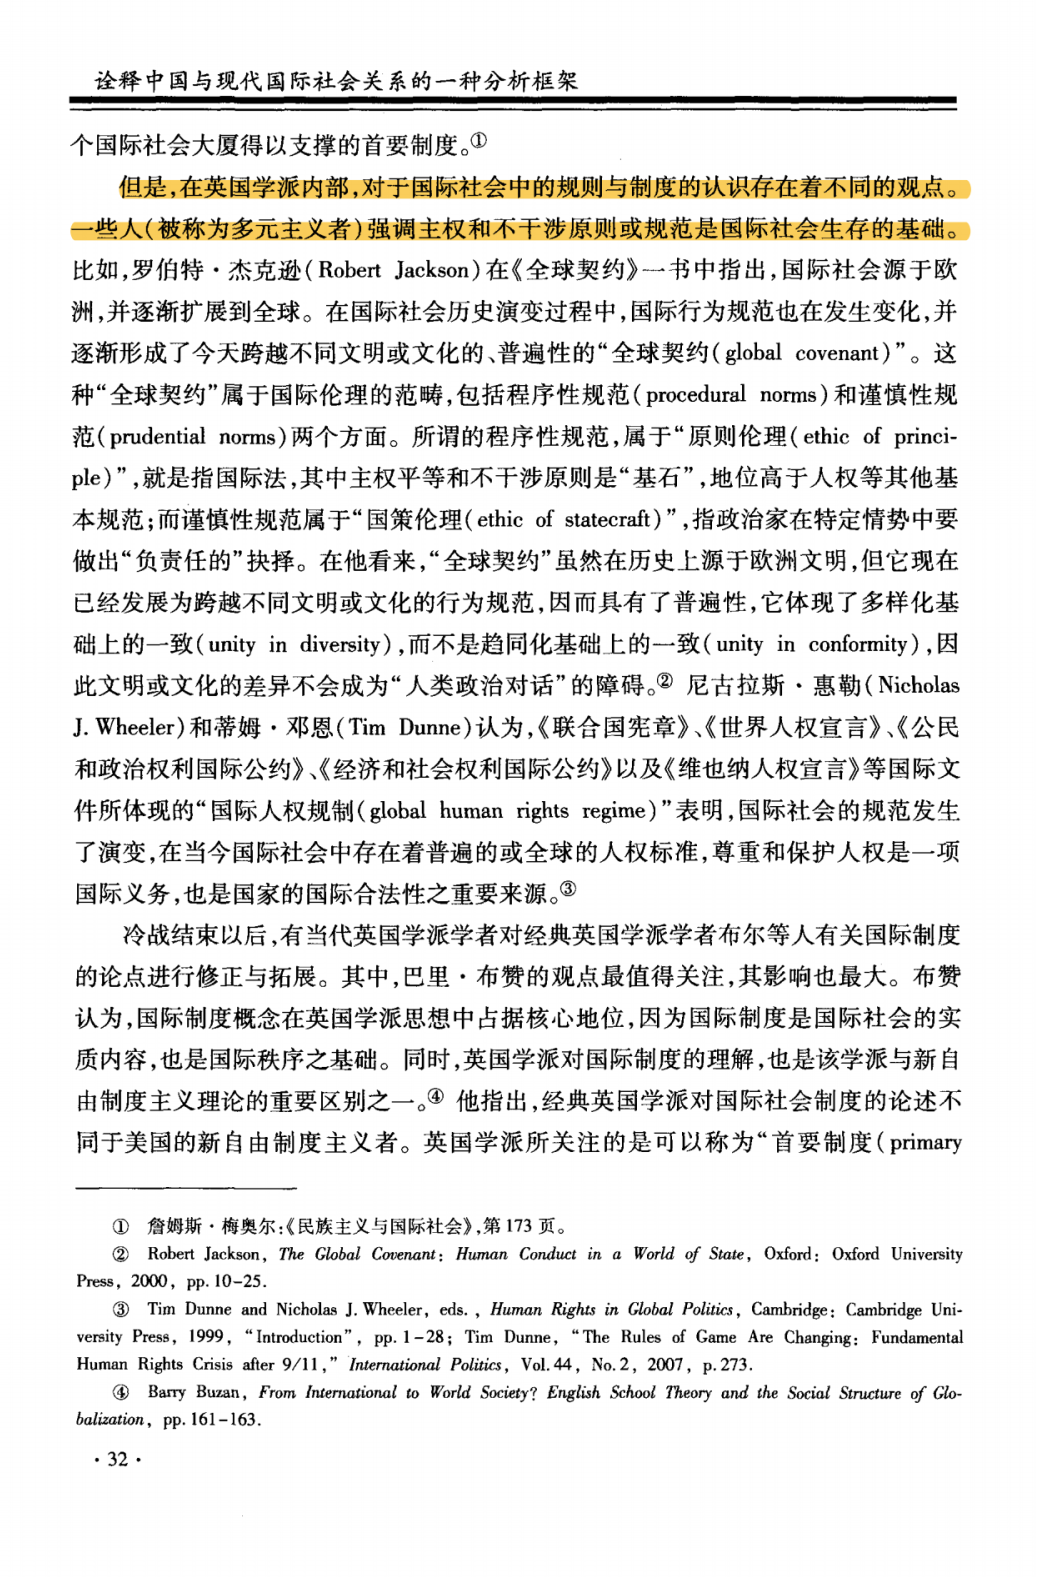 诠释中国与现代国际社会关系的一种分析框架
个国际社会大厦得以支撑的首要制度。①
但是,在英国学派内部,对于国际社会中的规则与制度的认识存在着不同的观点。
一些人(被称为多元主义者)强调主权和不干涉原则或规范是国际社会生存的基础。
比如,罗伯特·杰克逊(Robert Jackson)在《全球契约》一书中指出,国际社会源于欧
洲,并逐渐扩展到全球。在国际社会历史演变过程中,国际行为规范也在发生变化,并
逐渐形成了今天跨越不同文明或文化的、普遍性的“全球契约(global covenant)”。这
种“全球契约”属于国际伦理的范畴,包括程序性规范(procedural norms)和谨慎性规
范(prudential norms)两个方面。所谓的程序性规范,属于“原则伦理(ethic of princi-
ple)”,就是指国际法,其中主权平等和不干涉原则是“基石”,地位高于人权等其他基
本规范;而谨慎性规范属于“国策伦理(ethic of statecraft)”,指政治家在特定情势中要
做出“负责任的”抉择。在他看来,“全球契约”虽然在历史上源于欧洲文明,但它现在
已经发展为跨越不同文明或文化的行为规范,因而具有了普遍性,它体现了多样化基
础上的一致(unity in diversity),而不是趋同化基础上的一致(unity in conformity),因
此文明或文化的差异不会成为“人类政治对话”的障碍。② 尼古拉斯·惠勒(Nicholas
J. Wheeler)和蒂姆·邓恩(Tim Dunne)认为,《联合国宪章》、《世界人权宣言》、《公民
和政治权利国际公约》、《经济和社会权利国际公约》以及《维也纳人权宣言》等国际文
件所体现的“国际人权规制(global human rights regime)”表明,国际社会的规范发生
了演变,在当今国际社会中存在着普遍的或全球的人权标准,尊重和保护人权是一项
国际义务,也是国家的国际合法性之重要来源。③
冷战结束以后,有当代英国学派学者对经典英国学派学者布尔等人有关国际制度
的论点进行修正与拓展。其中,巴里·布赞的观点最值得关注,其影响也最大。布赞
认为,国际制度概念在英国学派思想中占据核心地位,因为国际制度是国际社会的实
质内容,也是国际秩序之基础。同时,英国学派对国际制度的理解,也是该学派与新自
由制度主义理论的重要区别之一。④ 他指出,经典英国学派对国际社会制度的论述不
同于美国的新自由制度主义者。英国学派所关注的是可以称为“首要制度(primary
① 詹姆斯·梅奥尔:《民族主义与国际社会》,第173页。
② Robert Jackson, The Global Covenant: Human Conduct in a World of State, Oxford: Oxford University
Press, 2000, pp. 10-25.
③ Tim Dunne and Nicholas J. Wheeler, eds. , Human Rights in Global Politics, Cambridge: Cambridge Uni-
versity Press, 1999, “Introduction”, pp. 1-28; Tim Dunne, “The Rules of Game Are Changing: Fundamental
Human Rights Crisis after 9/11,” International Politics, Vol. 44, No. 2, 2007, p. 273.
④ Barry Buzan, From International to World Society? English School Theory and the Social Structure of Glo-
balization, pp. 161-163.
· 32 ·